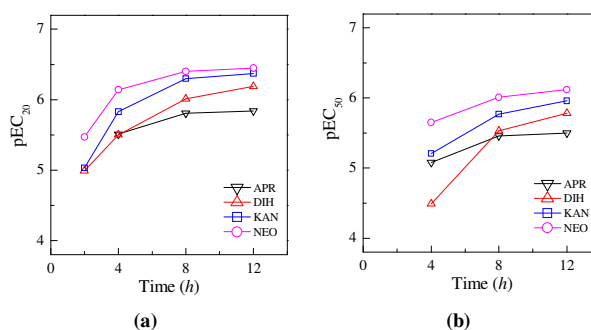 7
6
5
4
pEC20
0
4
8
12
Time (h)
APR
DIH
KAN
NEO
(a)
7
6
5
4
pEC50
0
4
8
12
Time (h)
APR
DIH
KAN
NEO
(b)